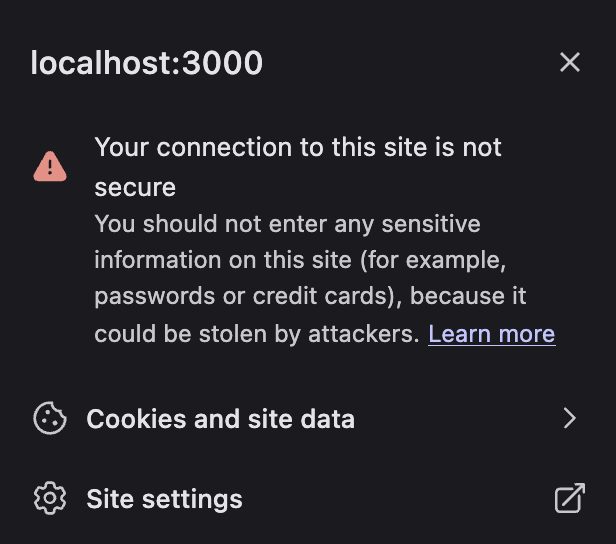 localhost:3000
Your connection to this site is not
secure
You should not enter any sensitive
information on this site (for example,
passwords or credit cards), because it
could be stolen by attackers. Learn more
Cookies and site data
Site settings